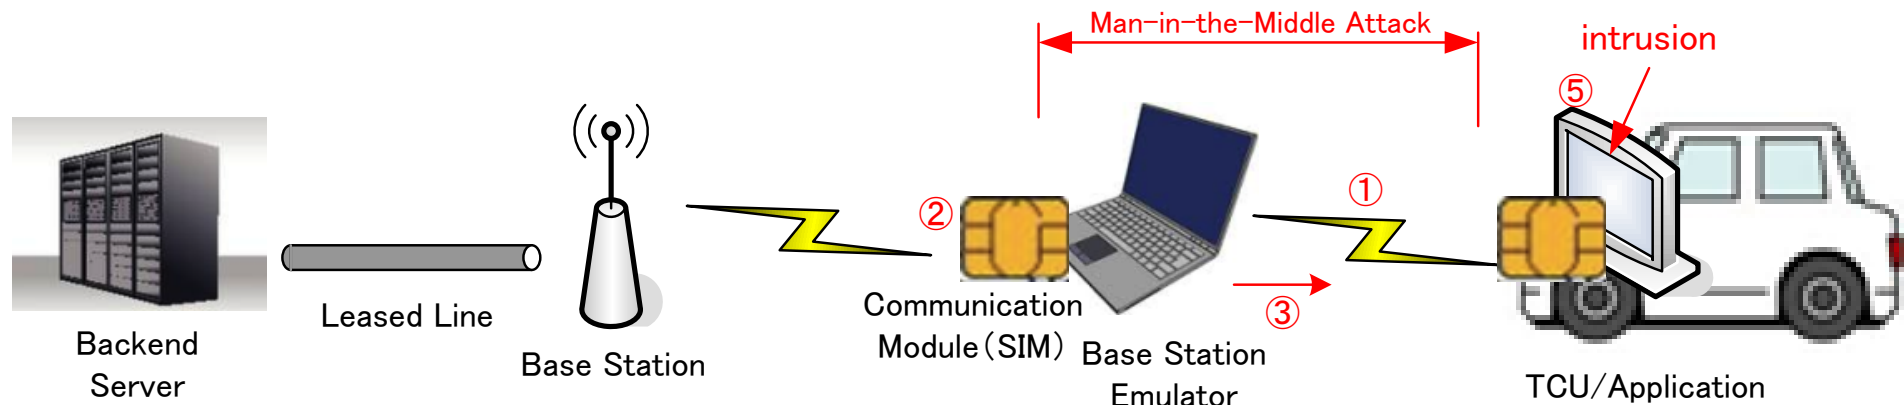 Man-in-the-Middle Attack
intrusion
⑤
①
②
③
Leased Line
Communication
Module(SIM)
Backend
Server
Base Station
Base Station
Emulator
TCU/Application